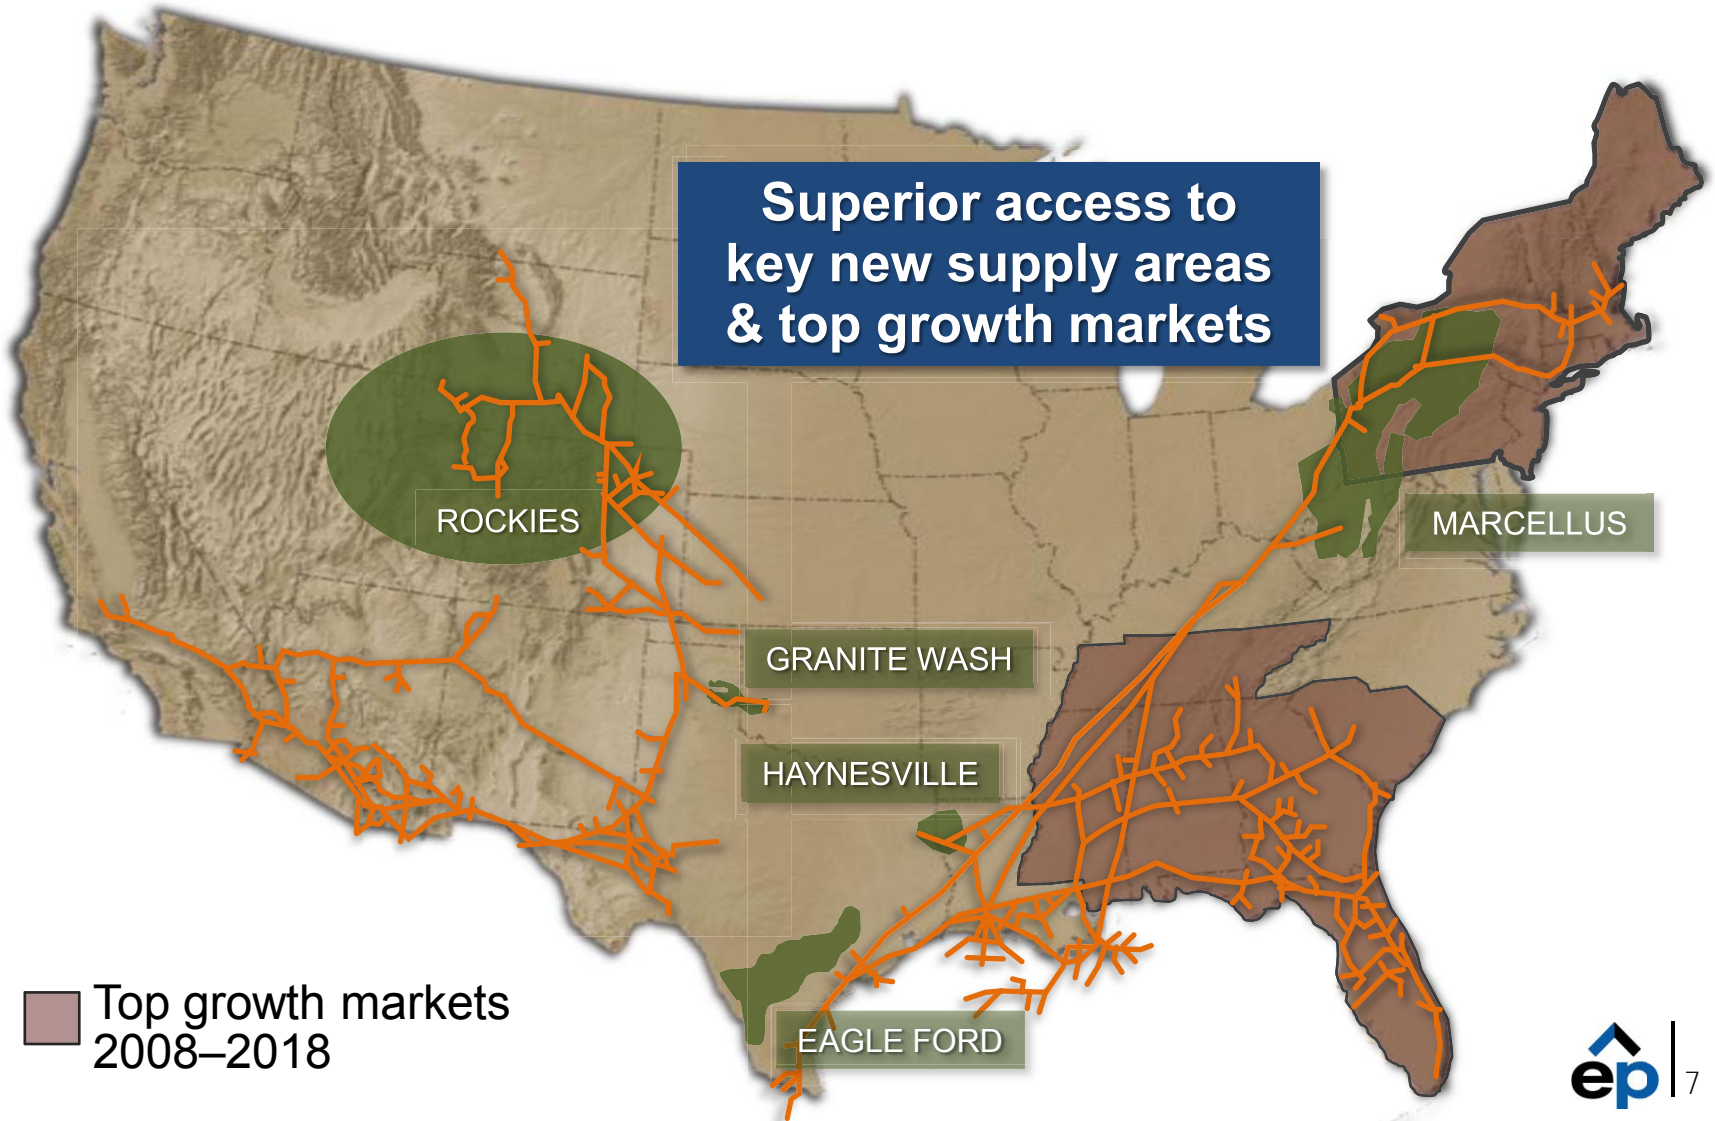 Superior access to
key new supply areas
& top growth markets
ROCKIES
MARCELLUS
GRANITE WASH
HAYNESVILLE
EAGLE FORD
Top growth markets
2008–2018
ep
7